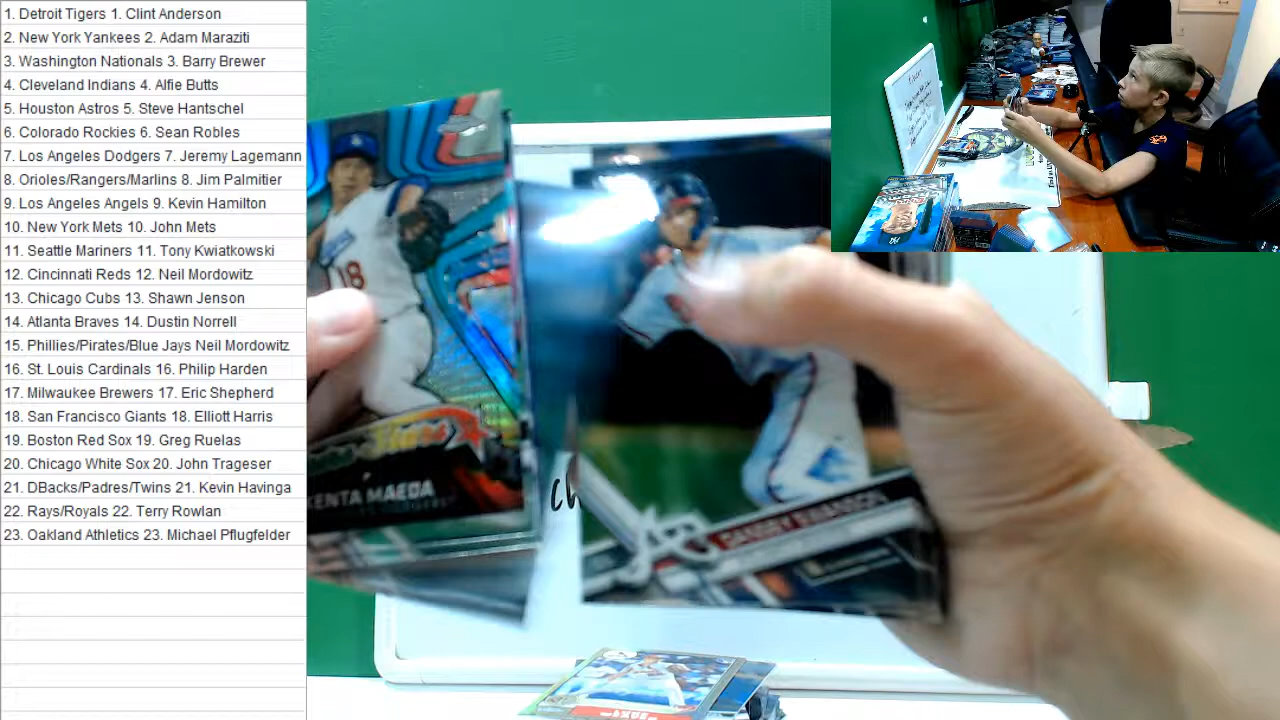 1. Detroit Tigers 1. Clint Anderson
2. New York Yankees 2. Adam Maraziti
3. Washington Nationals 3. Barry Brewer
4. Cleveland Indians 4. Alfie Butts
5. Houston Astros 5. Steve Hantschel
6. Colorado Rockies 6. Sean Robles
7. Los Angeles Dodgers 7. Jeremy Lagemann
8. Orioles/Rangers/Marlins 8. Jim Palmitier
9. Los Angeles Angels 9. Kevin Hamilton
10. New York Mets 10. John Mets
11. Seattle Mariners 11. Tony Kwiatkowski
12. Cincinnati Reds 12. Neil Mordowitz
13. Chicago Cubs 13. Shawn Jenson
14. Atlanta Braves 14. Dustin Norrell
15. Phillies/Pirates/Blue Jays Neil Mordowitz
16. St. Louis Cardinals 16. Philip Harden
17. Milwaukee Brewers 17. Eric Shepherd
18. San Francisco Giants 18. Elliott Harris
19. Boston Red Sox 19. Greg Ruelas
20. Chicago White Sox 20. John Trageser
21. DBacks/Padres/Twins 21. Kevin Havinga
22. Rays/Royals 22. Terry Rowlan
23. Oakland Athletics 23. Michael Pflugfelder
18
KENTA MAEDA
DANSBY SWANSON